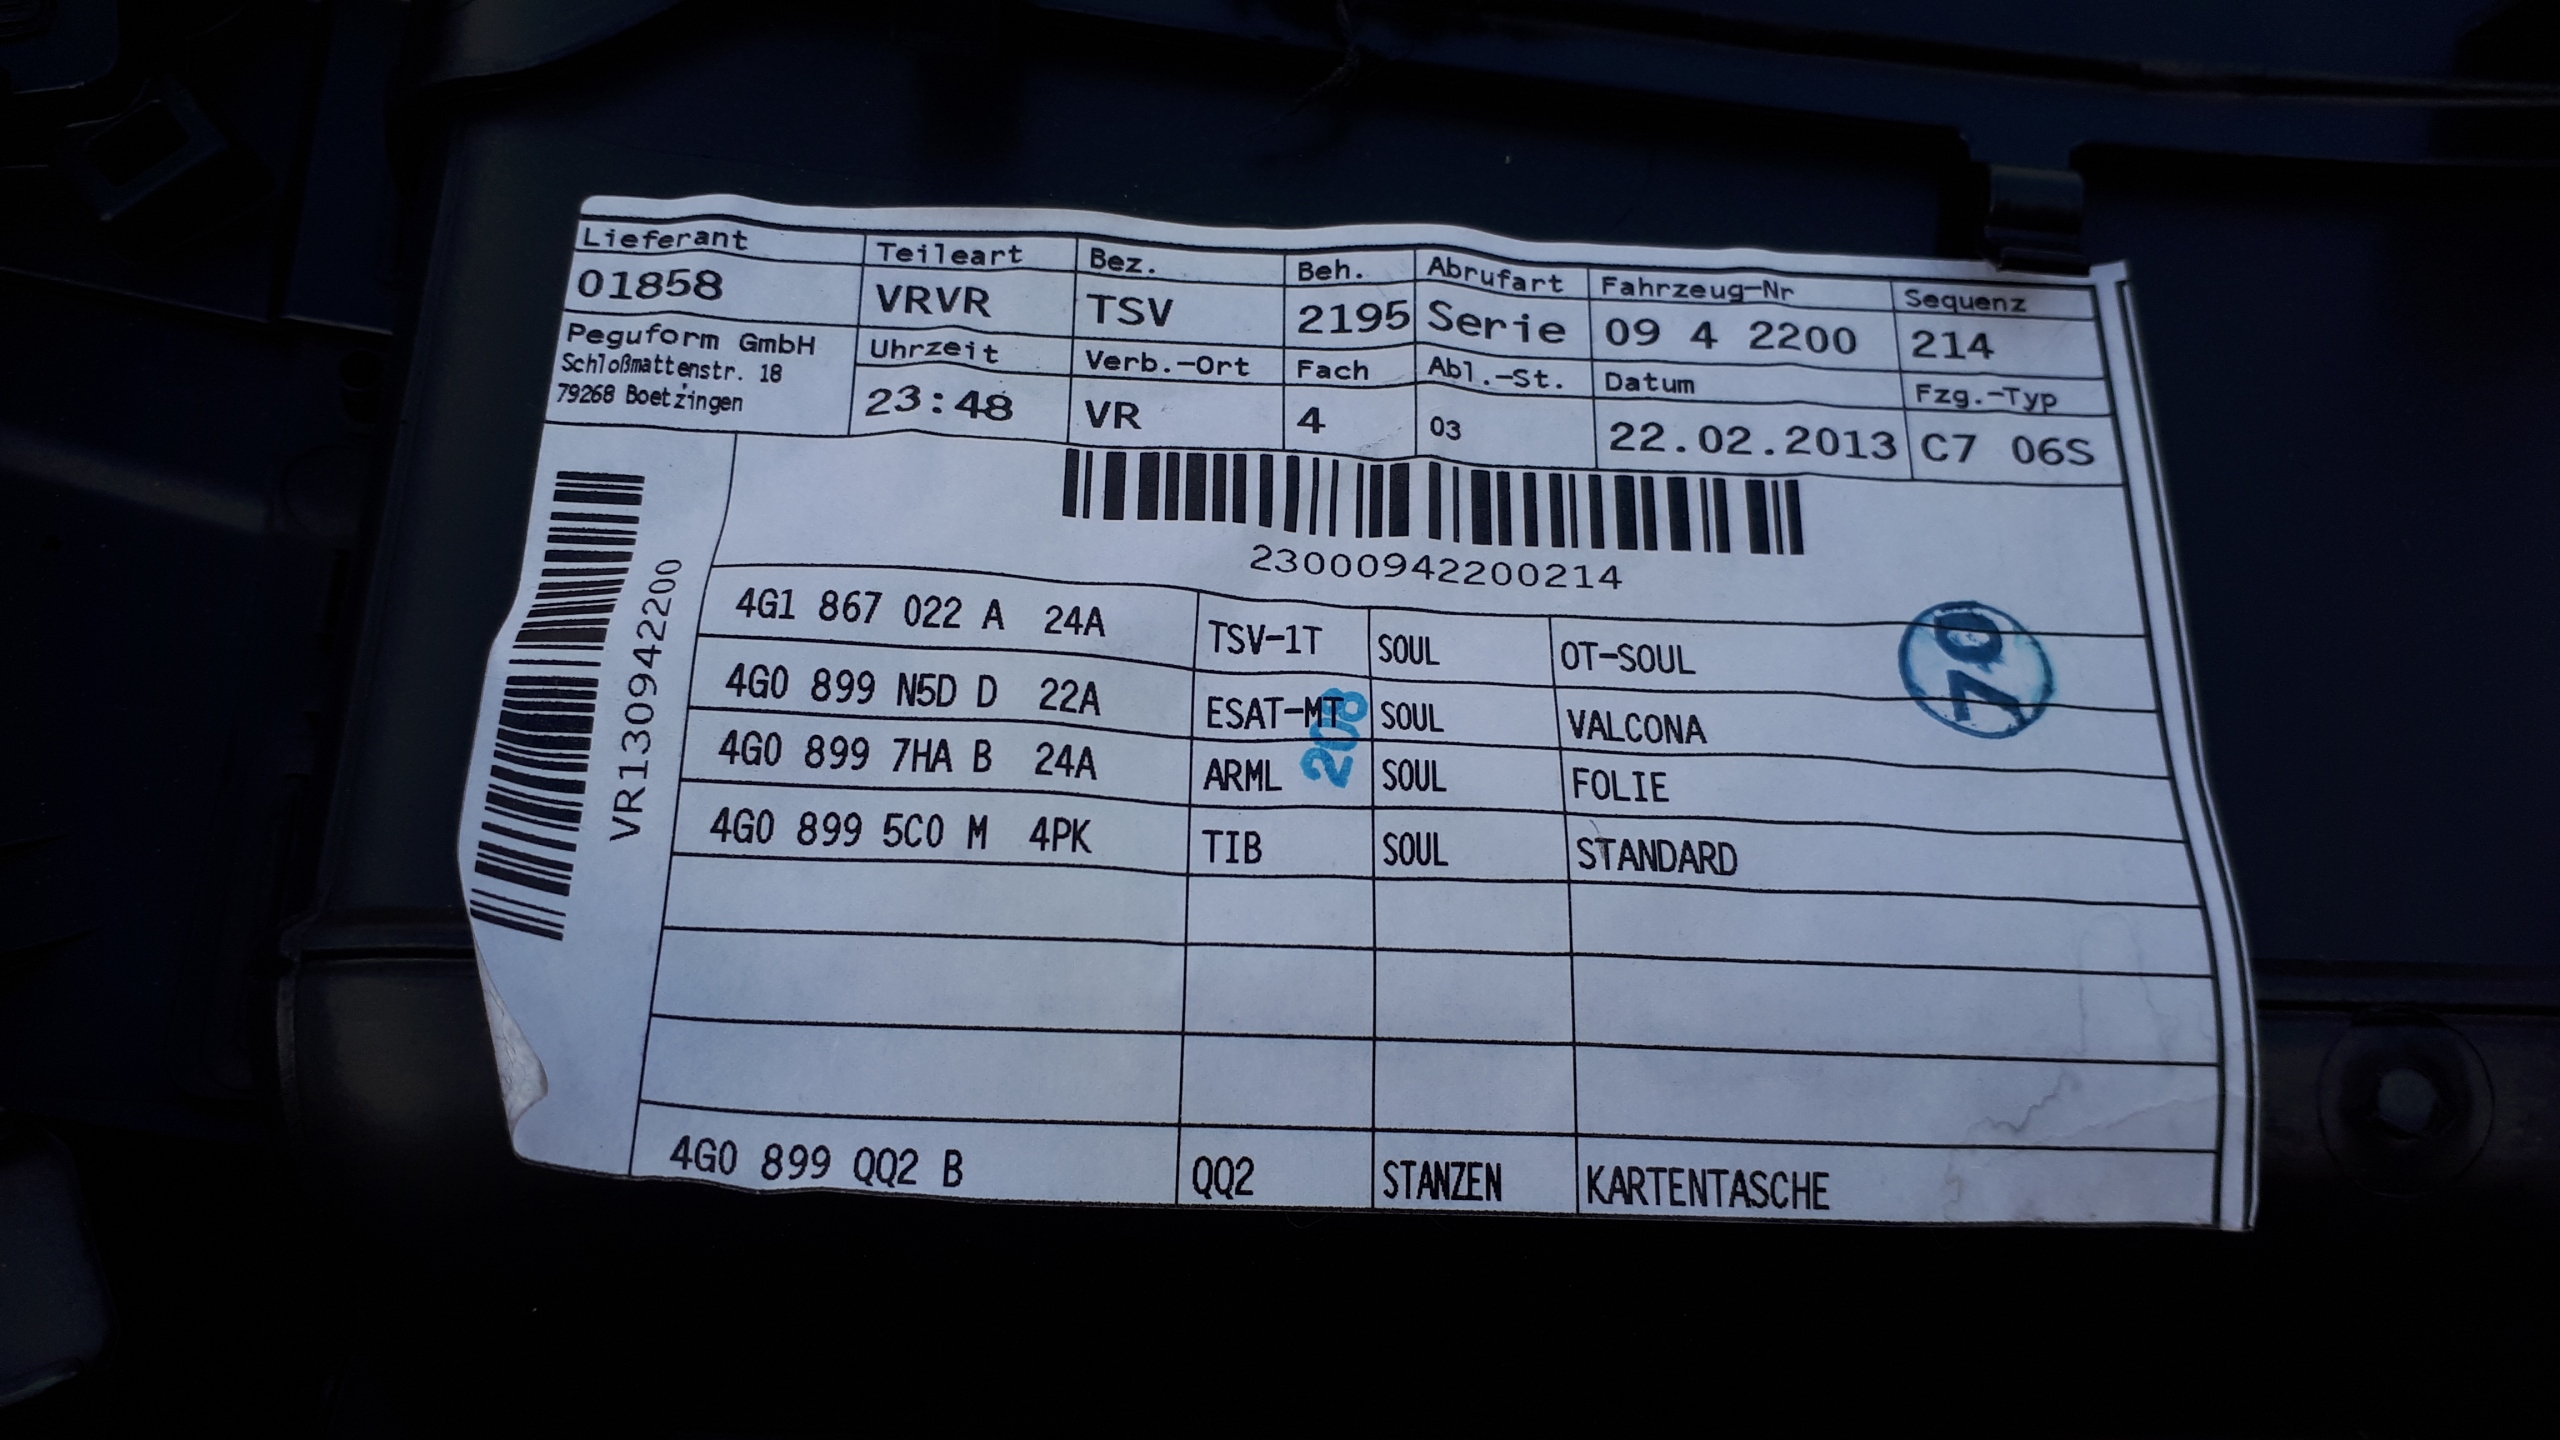 Lieferant Teileart Bez. Beh. Abrufart Fahrzeug-Nr Sequenz
01858 VRVR TSV 2195 Serie 09 4 2200 214
Peguform GmbH
Schloßmattenstr. 18
79268 Boetzingen
Uhrzeit Verb.-Ort Fach Abl.-St. Datum Fzg.-Typ
23:48 VR 4 03 22.02.2013 C7 06S
23000942200214
VR1309422200
4G1 867 022 A 24A TSV-1T SOUL OT-SOUL
70
4G0 899 N5D D 22A ESAT-MT SOUL VALCONA
208
4G0 899 7HA B 24A ARML SOUL FOLIE
4G0 899 5C0 M 4PK TIB SOUL STANDARD
4G0 899 QQ2 B QQ2 STANZEN KARTENTASCHE